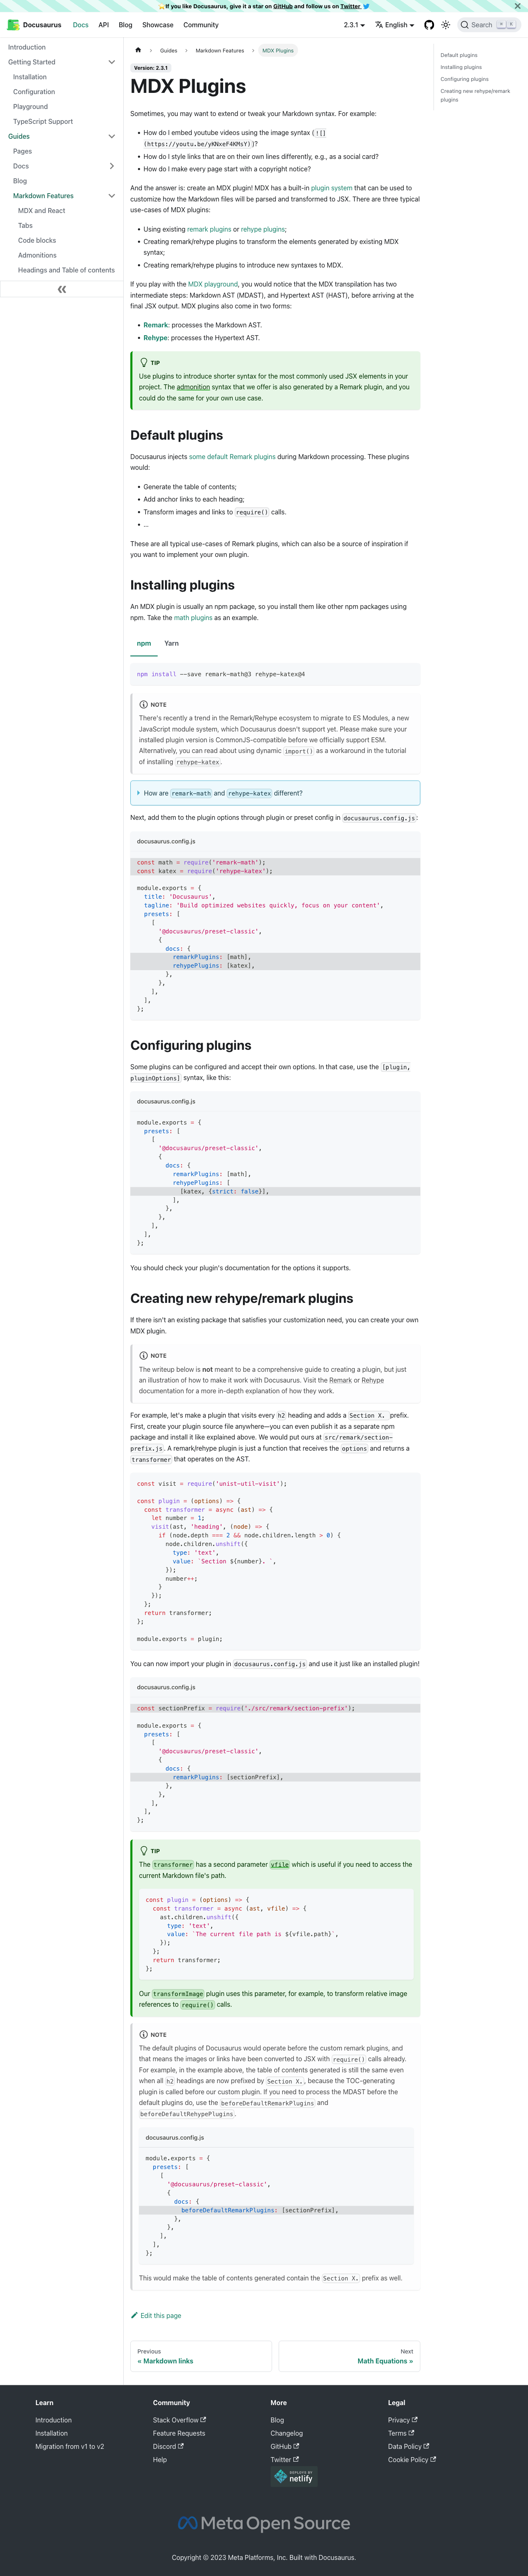 ⭐️ If you like Docusaurus, give it a star on GitHub and follow us on Twitter
Docusaurus
Docs
API
Blog
Showcase
Community
2.3.1
English
Search
K
Introduction
Getting Started
Installation
Configuration
Playground
TypeScript Support
Guides
Pages
Docs
Blog
Markdown Features
MDX and React
Tabs
Code blocks
Admonitions
Headings and Table of contents
Guides
Markdown Features
MDX Plugins
Version: 2.3.1
MDX Plugins
Sometimes, you may want to extend or tweak your Markdown syntax. For example:
• How do I embed youtube videos using the image syntax (![]
(https://youtu.be/yKNxeF4KMsY))?
• How do I style links that are on their own lines differently, e.g., as a social card?
• How do I make every page start with a copyright notice?
And the answer is: create an MDX plugin! MDX has a built-in plugin system that can be used to
customize how the Markdown files will be parsed and transformed to JSX. There are three typical
use-cases of MDX plugins:
• Using existing remark plugins or rehype plugins;
• Creating remark/rehype plugins to transform the elements generated by existing MDX
syntax;
• Creating remark/rehype plugins to introduce new syntaxes to MDX.
If you play with the MDX playground, you would notice that the MDX transpilation has two
intermediate steps: Markdown AST (MDAST), and Hypertext AST (HAST), before arriving at the
final JSX output. MDX plugins also come in two forms:
• Remark: processes the Markdown AST.
• Rehype: processes the Hypertext AST.
TIP
Use plugins to introduce shorter syntax for the most commonly used JSX elements in your
project. The admonition syntax that we offer is also generated by a Remark plugin, and you
could do the same for your own use case.
Default plugins
Docusaurus injects some default Remark plugins during Markdown processing. These plugins
would:
• Generate the table of contents;
• Add anchor links to each heading;
• Transform images and links to require() calls.
• …
These are all typical use-cases of Remark plugins, which can also be a source of inspiration if
you want to implement your own plugin.
Installing plugins
An MDX plugin is usually an npm package, so you install them like other npm packages using
npm. Take the math plugins as an example.
npm
Yarn
npm install --save remark-math@3 rehype-katex@4
NOTE
There's recently a trend in the Remark/Rehype ecosystem to migrate to ES Modules, a new
JavaScript module system, which Docusaurus doesn't support yet. Please make sure your
installed plugin version is CommonJS-compatible before we officially support ESM.
Alternatively, you can read about using dynamic import() as a workaround in the tutorial
of installing rehype-katex.
How are remark-math and rehype-katex different?
Next, add them to the plugin options through plugin or preset config in docusaurus.config.js:
docusaurus.config.js
const math = require('remark-math');
const katex = require('rehype-katex');
module.exports = {
title: 'Docusaurus',
tagline: 'Build optimized websites quickly, focus on your content',
presets: [
[
'@docusaurus/preset-classic',
{
docs: {
remarkPlugins: [math],
rehypePlugins: [katex],
},
},
],
],
};
Configuring plugins
Some plugins can be configured and accept their own options. In that case, use the [plugin,
pluginOptions] syntax, like this:
docusaurus.config.js
module.exports = {
presets: [
[
'@docusaurus/preset-classic',
{
docs: {
remarkPlugins: [math],
rehypePlugins: [
[katex, {strict: false}],
],
},
},
],
],
};
You should check your plugin's documentation for the options it supports.
Creating new rehype/remark plugins
If there isn't an existing package that satisfies your customization need, you can create your own
MDX plugin.
NOTE
The writeup below is not meant to be a comprehensive guide to creating a plugin, but just
an illustration of how to make it work with Docusaurus. Visit the Remark or Rehype
documentation for a more in-depth explanation of how they work.
For example, let's make a plugin that visits every h2 heading and adds a Section X. prefix.
First, create your plugin source file anywhere—you can even publish it as a separate npm
package and install it like explained above. We would put ours at src/remark/section-
prefix.js. A remark/rehype plugin is just a function that receives the options and returns a
transformer that operates on the AST.
const visit = require('unist-util-visit');
const plugin = (options) => {
const transformer = async (ast) => {
let number = 1;
visit(ast, 'heading', (node) => {
if (node.depth === 2 && node.children.length > 0) {
node.children.unshift({
type: 'text',
value: `Section ${number}. `,
});
number++;
}
});
};
return transformer;
};
module.exports = plugin;
You can now import your plugin in docusaurus.config.js and use it just like an installed plugin!
docusaurus.config.js
const sectionPrefix = require('./src/remark/section-prefix');
module.exports = {
presets: [
[
'@docusaurus/preset-classic',
{
docs: {
remarkPlugins: [sectionPrefix],
},
},
],
],
};
TIP
The transformer has a second parameter vfile which is useful if you need to access the
current Markdown file's path.
const plugin = (options) => {
const transformer = async (ast, vfile) => {
ast.children.unshift({
type: 'text',
value: `The current file path is ${vfile.path}`,
});
};
return transformer;
};
Our transformImage plugin uses this parameter, for example, to transform relative image
references to require() calls.
NOTE
The default plugins of Docusaurus would operate before the custom remark plugins, and
that means the images or links have been converted to JSX with require() calls already.
For example, in the example above, the table of contents generated is still the same even
when all h2 headings are now prefixed by Section X., because the TOC-generating
plugin is called before our custom plugin. If you need to process the MDAST before the
default plugins do, use the beforeDefaultRemarkPlugins and
beforeDefaultRehypePlugins.
docusaurus.config.js
module.exports = {
presets: [
[
'@docusaurus/preset-classic',
{
docs: {
beforeDefaultRemarkPlugins: [sectionPrefix],
},
},
],
],
};
This would make the table of contents generated contain the Section X. prefix as well.
Edit this page
Previous
« Markdown links
Next
Math Equations »
Default plugins
Installing plugins
Configuring plugins
Creating new rehype/remark
plugins
Learn
Introduction
Installation
Migration from v1 to v2
Community
Stack Overflow
Feature Requests
Discord
Help
More
Blog
Changelog
GitHub
Twitter
DEPLOYS BY
netlify
Legal
Privacy
Terms
Data Policy
Cookie Policy
Meta Open Source
Copyright © 2023 Meta Platforms, Inc. Built with Docusaurus.